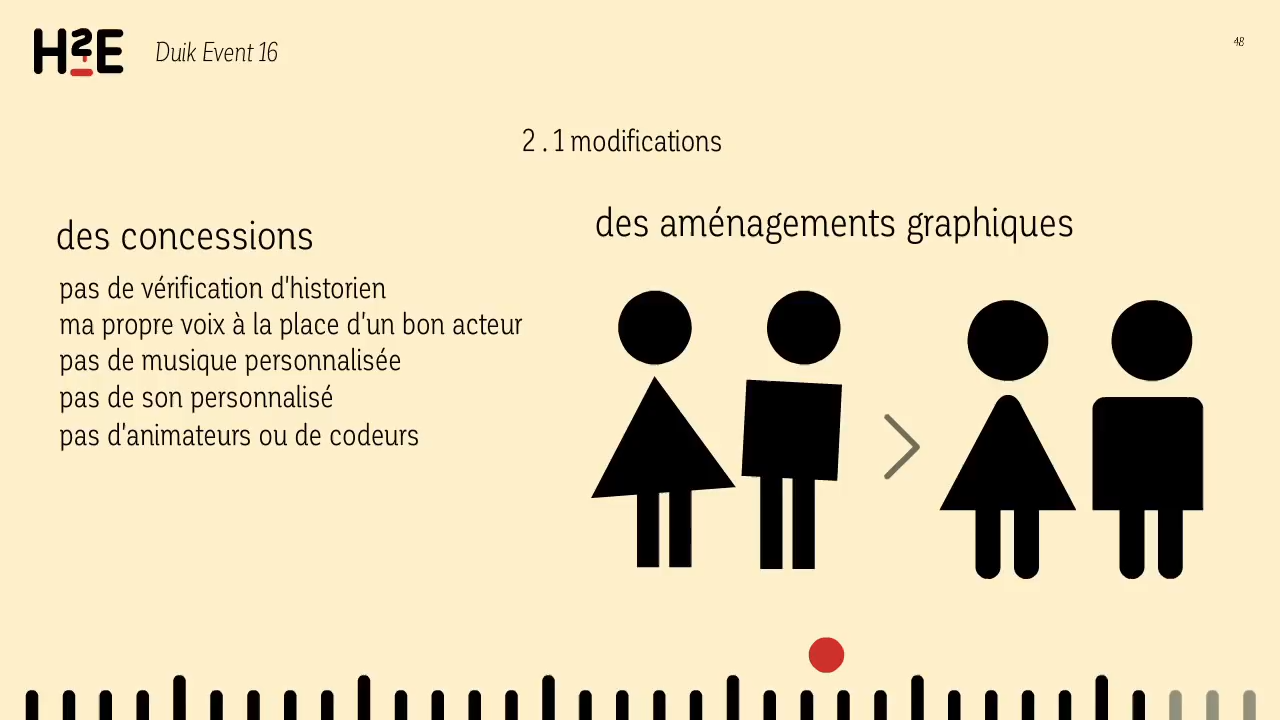 H2E
Duik Event 16
48
2 . 1 modifications
des concessions
pas de vérification d'historien
ma propre voix à la place d'un bon acteur
pas de musique personnalisée
pas de son personnalisé
pas d'animateurs ou de codeurs
des aménagements graphiques